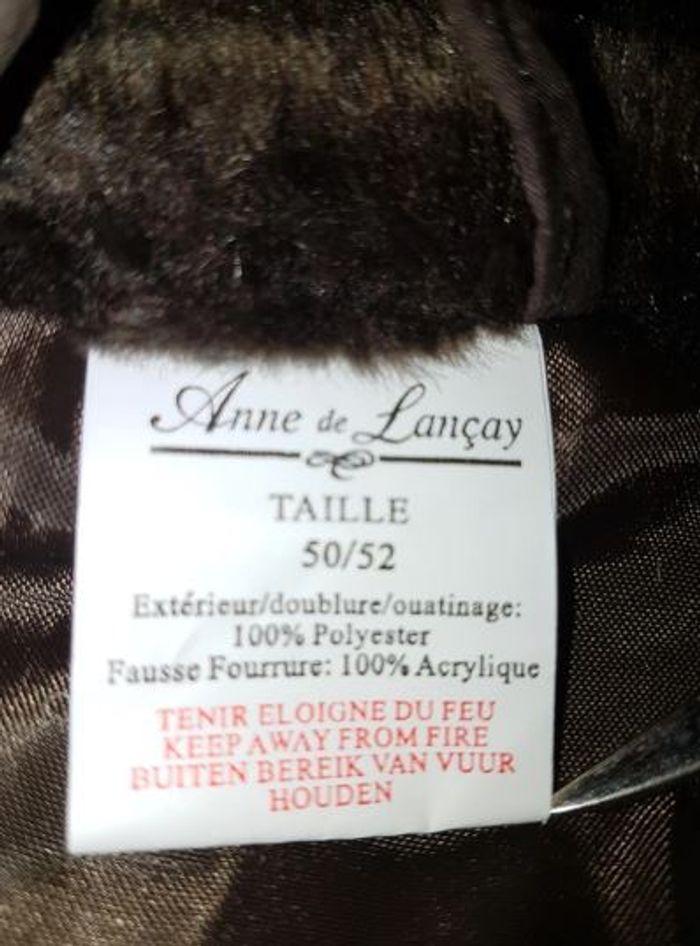 Anne de Lançay
TAILLE
50/52
Extérieur/doublure/ouatinage:
100% Polyester
Fausse Fourrure: 100% Acrylique
TENIR ELOIGNE DU FEU
KEEP AWAY FROM FIRE
BUITEN BEREIK VAN VUUR
HOUDEN